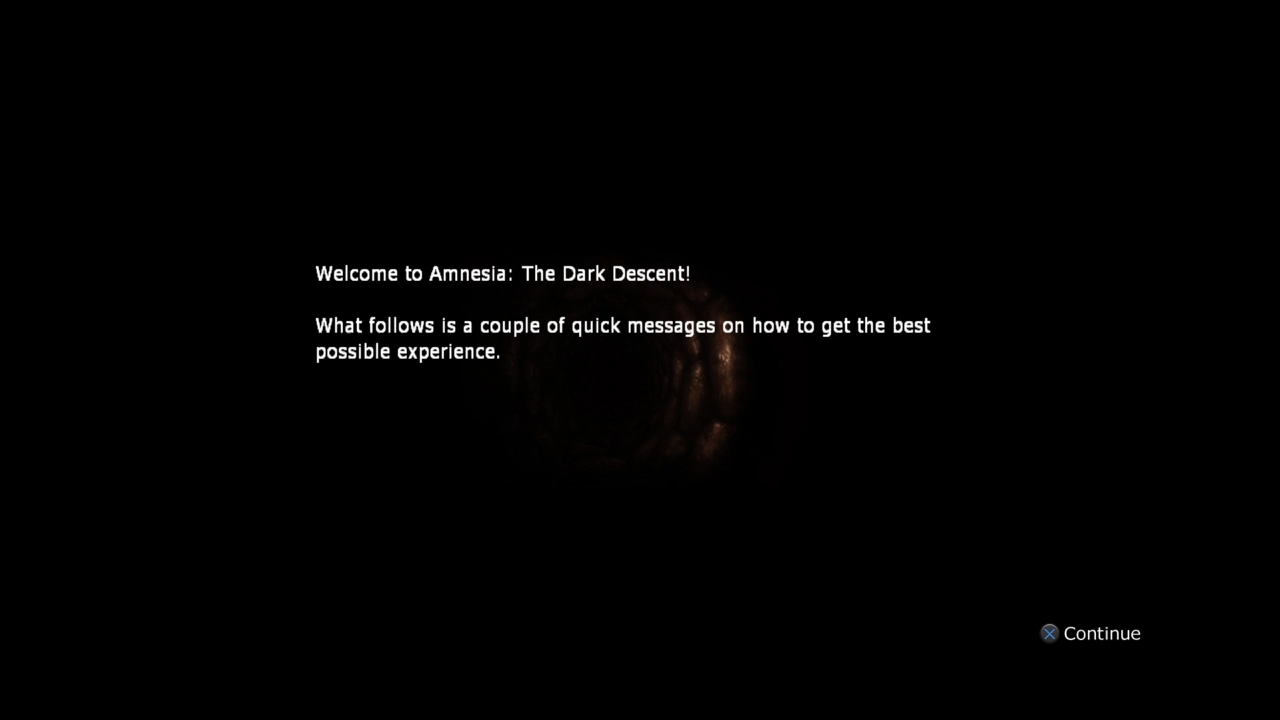 Welcome to Amnesia: The Dark Descent!
What follows is a couple of quick messages on how to get the best
possible experience.
Continue